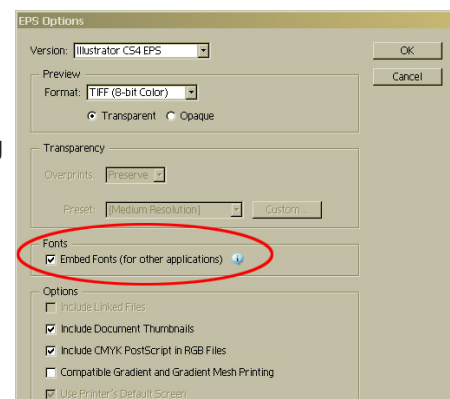 EPS Options
Version: Illustrator CS4 EPS
OK
Cancel
Preview
Format: TIFF (8-bit Color)
Transparent Opaque
Transparency
Overprints: Preserve
Preset: [Medium Resolution] Custom...
Fonts
Embed Fonts (for other applications)
Options
Include Linked Files
Include Document Thumbnails
Include CMYK PostScript in RGB Files
Compatible Gradient and Gradient Mesh Printing
Use Printer's Default Screen